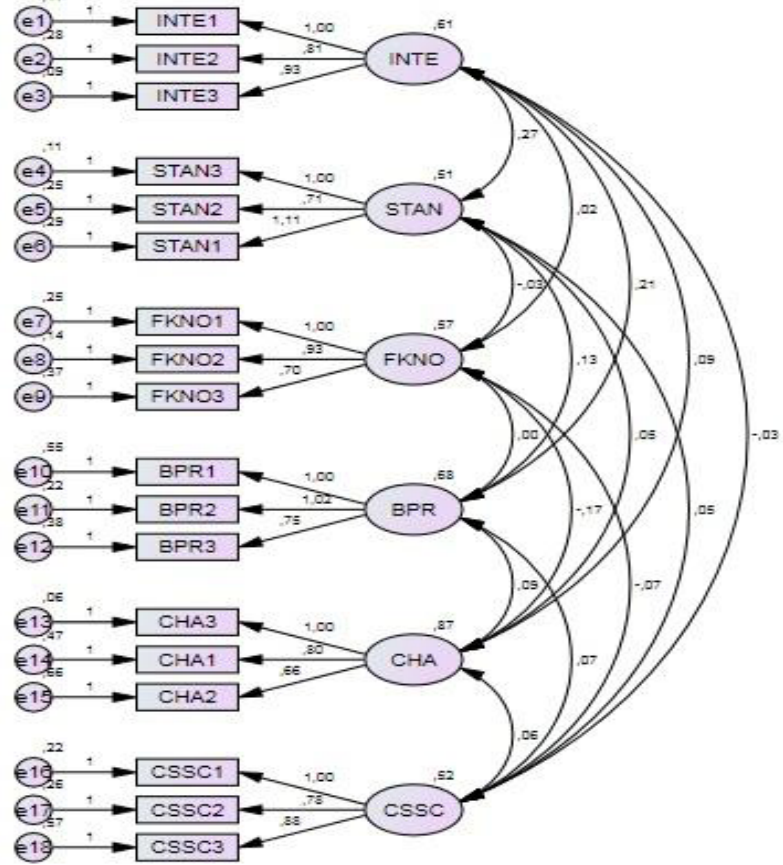 e1 1 INTE1 1,00 ,61
,28
e2 1 INTE2 ,81 INTE
,09
e3 1 INTE3 ,93
,27
,11
e4 1 STAN3 1,00 ,51
,25
e5 1 STAN2 ,71 STAN ,02
,29
e6 1 STAN1 1,11
-,03 ,21
,25
e7 1 FKNO1 1,00 ,57
,14
e8 1 FKNO2 ,93 FKNO ,13 ,09
,37
e9 1 FKNO3 ,70
,00 ,05 -,03
,55
e10 1 BPR1 1,00 ,68
,22
e11 1 BPR2 1,02 BPR -,17 ,05
,38
e12 1 BPR3 ,75
,09 -,07
,06
e13 1 CHA3 1,00 ,87
,47
e14 1 CHA1 ,80 CHA ,07
,66
e15 1 CHA2 ,66
,06
,22
e16 1 CSSC1 1,00 ,52
,26
e17 1 CSSC2 ,78 CSSC
,57
e18 1 CSSC3 ,88